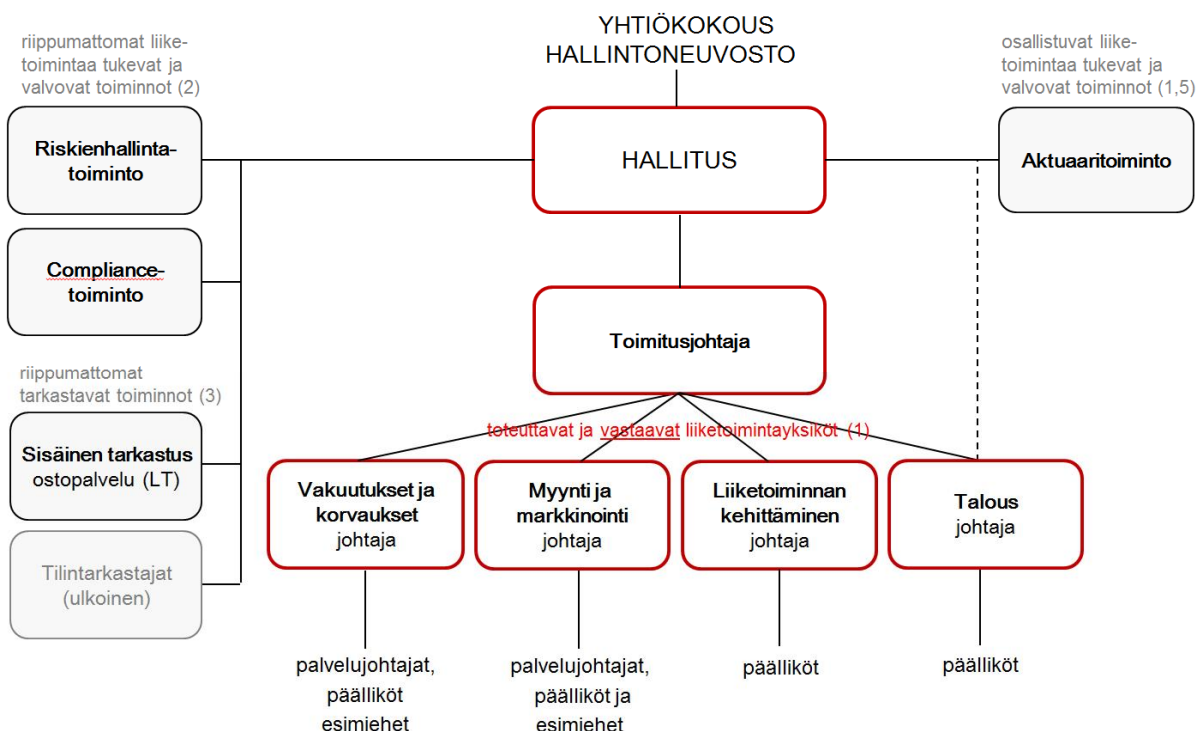 YHTIÖKOKOUS
HALLINTONEUVOSTO
riippumattomat liike-
toimintaa tukevat ja
valvovat toiminnot (2)
osallistuvat liike-
toimintaa tukevat ja
valvovat toiminnot (1,5)
Riskienhallinta-
toiminto
HALLITUS
Aktuaaritoiminto
Compliance-
toiminto
Toimitusjohtaja
riippumattomat
tarkastavat toiminnot (3)
toteuttavat ja vastaavat liiketoimintayksiköt (1)
Sisäinen tarkastus
ostopalvelu (LT)
Vakuutukset ja
korvaukset
johtaja
Myynti ja
markkinointi
johtaja
Liiketoiminnan
kehittäminen
johtaja
Talous
johtaja
Tilintarkastajat
(ulkoinen)
palvelujohtajat,
päälliköt
esimiehet
palvelujohtajat,
päälliköt ja
esimiehet
päälliköt
päälliköt